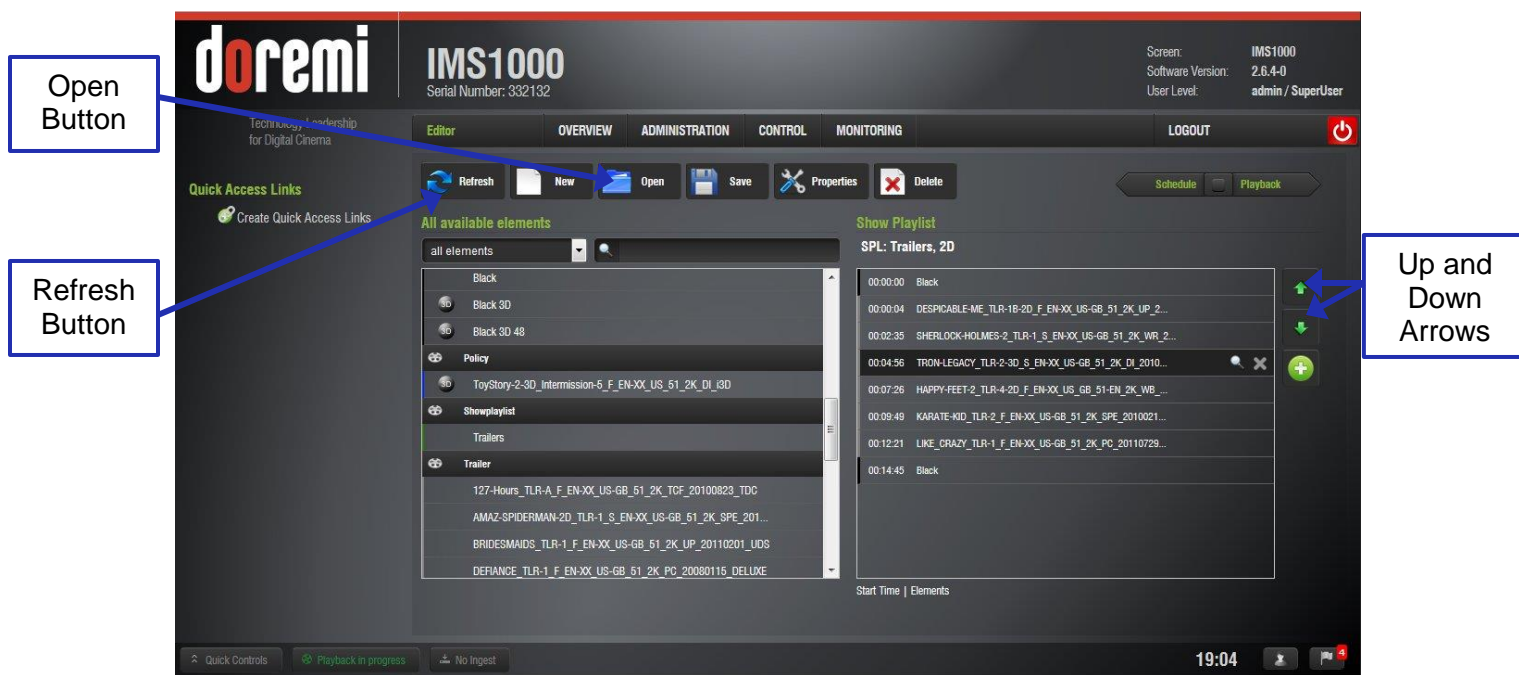 Open
Button
Refresh
Button
Up and
Down
Arrows
doremi
Technology Leadership
for Digital Cinema
IMS1000
Serial Number: 332132
Screen: IMS1000
Software Version: 2.6.4-0
User Level: admin / SuperUser
Editor OVERVIEW ADMINISTRATION CONTROL MONITORING LOGOUT
Quick Access Links
Create Quick Access Links
Refresh New Open Save Properties Delete
Schedule Playback
All available elements
all elements
Black
3D Black 3D
3D Black 3D 48
Policy
3D ToyStory-2-3D_Intermission-5_F_EN-XX_US_51_2K_DI_i3D
Showplaylist
Trailers
Trailer
127-Hours_TLR-A_F_EN-XX_US-GB_51_2K_TCF_20100823_TDC
AMAZ-SPIDERMAN-2D_TLR-1_S_EN-XX_US-GB_51_2K_SPE_201...
BRIDESMAIDS_TLR-1_F_EN-XX_US-GB_51_2K_UP_20110201_UDS
DEFIANCE_TLR-1_F_EN-XX_US-GB_51_2K_PC_20080115_DELUXE
Show Playlist
SPL: Trailers, 2D
00:00:00 Black
00:00:04 DESPICABLE-ME_TLR-1B-2D_F_EN-XX_US-GB_51_2K_UP_2...
00:02:35 SHERLOCK-HOLMES-2_TLR-1_S_EN-XX_US-GB_51_2K_WR_2...
00:04:56 TRON-LEGACY_TLR-2-3D_S_EN-XX_US-GB_51_2K_DI_2010...
00:07:26 HAPPY-FEET-2_TLR-4-2D_F_EN-XX_US_GB_51-EN_2K_WB_...
00:09:49 KARATE-KID_TLR-2_F_EN-XX_US-GB_51_2K_SPE_2010021...
00:12:21 LIKE_CRAZY_TLR-1_F_EN-XX_US-GB_51_2K_PC_20110729...
00:14:45 Black
Start Time | Elements
Quick Controls Playback in progress No Ingest 19:04 4